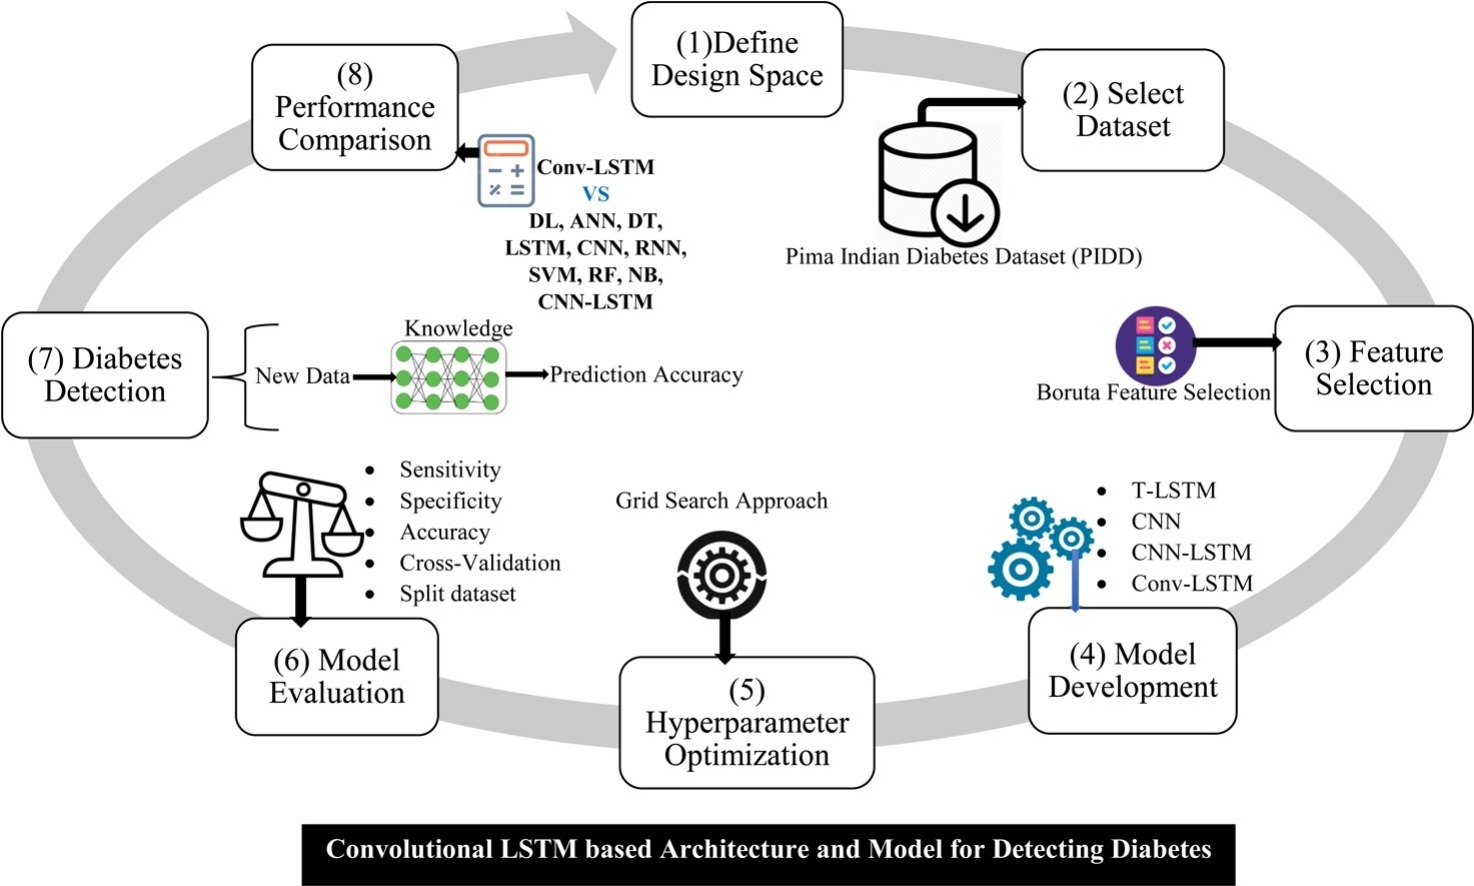 (1)Define
Design Space
(2) Select
Dataset
Pima Indian Diabetes Dataset (PIDD)
(3) Feature
Selection
Boruta Feature Selection
(4) Model
Development
• T-LSTM
• CNN
• CNN-LSTM
• Conv-LSTM
(5)
Hyperparameter
Optimization
Grid Search Approach
(6) Model
Evaluation
• Sensitivity
• Specificity
• Accuracy
• Cross-Validation
• Split dataset
(7) Diabetes
Detection
New Data
Knowledge
Prediction Accuracy
(8)
Performance
Comparison
Conv-LSTM
VS
DL, ANN, DT,
LSTM, CNN, RNN,
SVM, RF, NB,
CNN-LSTM
Convolutional LSTM based Architecture and Model for Detecting Diabetes